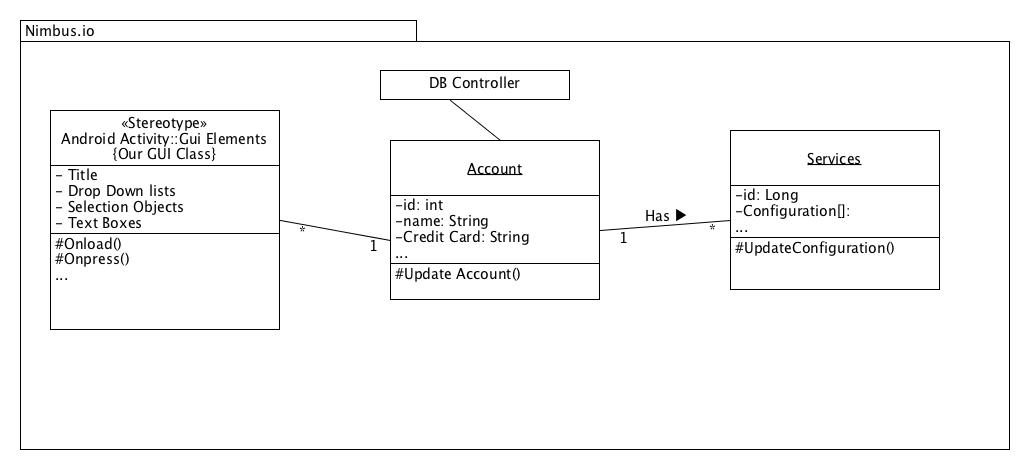 Nimbus.io
DB Controller
«Stereotype»
Android Activity::Gui Elements
{Our GUI Class}
- Title
- Drop Down lists
- Selection Objects
- Text Boxes
#Onload()
#Onpress()
...
*
1
Account
-id: int
-name: String
-Credit Card: String
...
#Update Account()
Has ▶
1
*
Services
-id: Long
-Configuration[]:
...
#UpdateConfiguration()